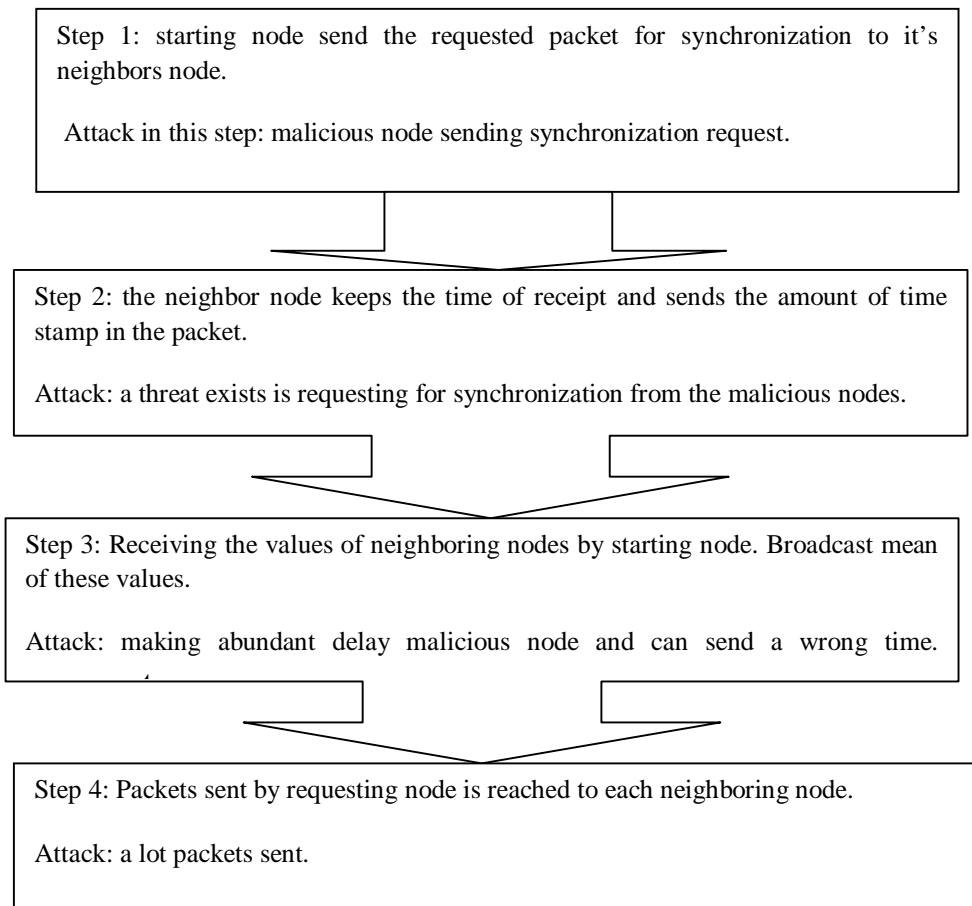 Step 1: starting node send the requested packet for synchronization to it’s
neighbors node.
Attack in this step: malicious node sending synchronization request.
Step 2: the neighbor node keeps the time of receipt and sends the amount of time
stamp in the packet.
Attack: a threat exists is requesting for synchronization from the malicious nodes.
Step 3: Receiving the values of neighboring nodes by starting node. Broadcast mean
of these values.
Attack: making abundant delay malicious node and can send a wrong time.
Step 4: Packets sent by requesting node is reached to each neighboring node.
Attack: a lot packets sent.